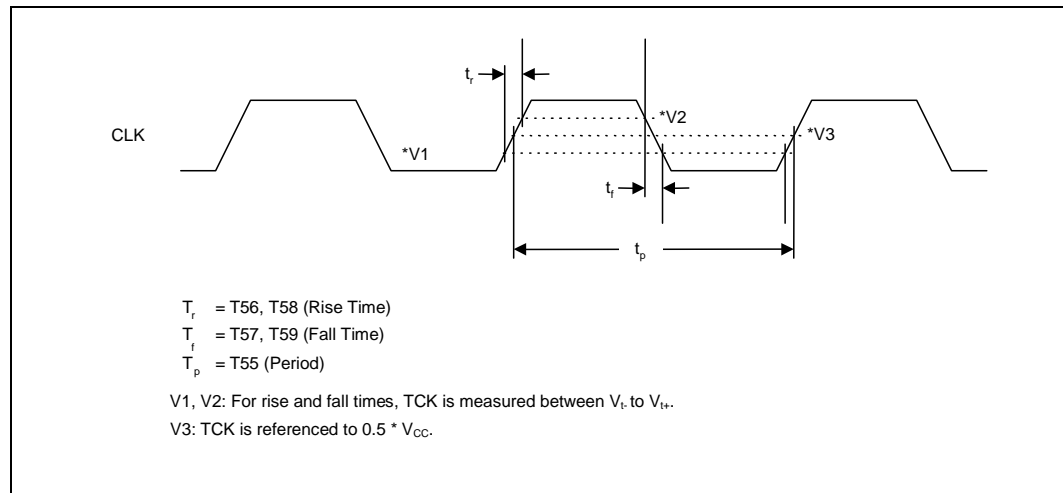 t_r
*V2
CLK
*V3
*V1
t_f
t_p
T_r = T56, T58 (Rise Time)
T_f = T57, T59 (Fall Time)
T_p = T55 (Period)
V1, V2: For rise and fall times, TCK is measured between V_t- to V_t+.
V3: TCK is referenced to 0.5 * V_CC.